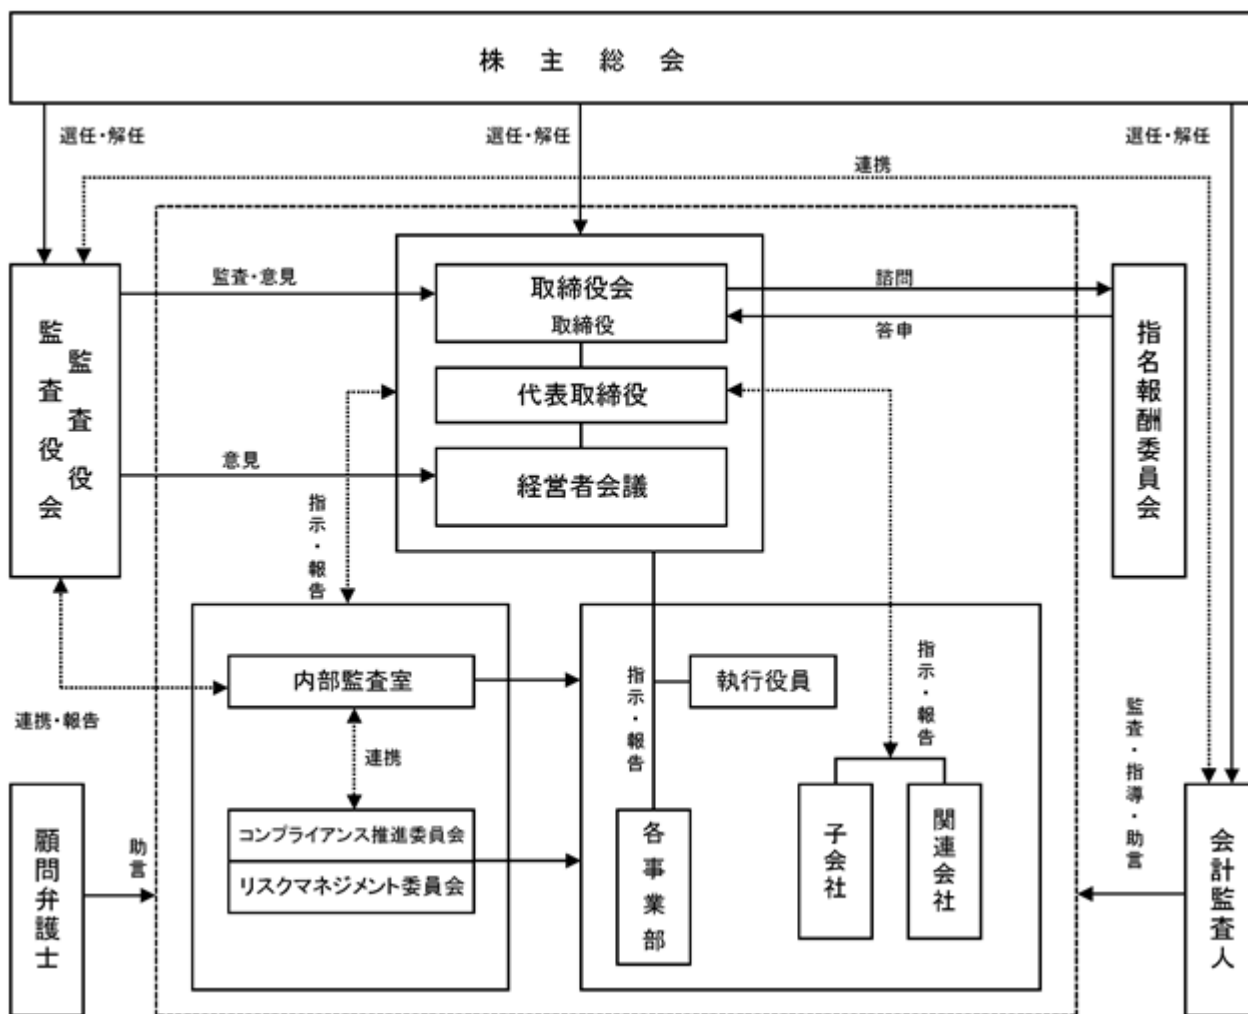 株主総会
選任・解任
選任・解任
選任・解任
連携
監査役会
監査役
監査・意見
取締役会
取締役
諮問
答申
指名報酬委員会
代表取締役
意見
経営者会議
指示・報告
内部監査室
連携
コンプライアンス推進委員会
リスクマネジメント委員会
指示・報告
執行役員
指示・報告
各事業部
子会社
関連会社
連携・報告
顧問弁護士
助言
監査・指導・助言
会計監査人